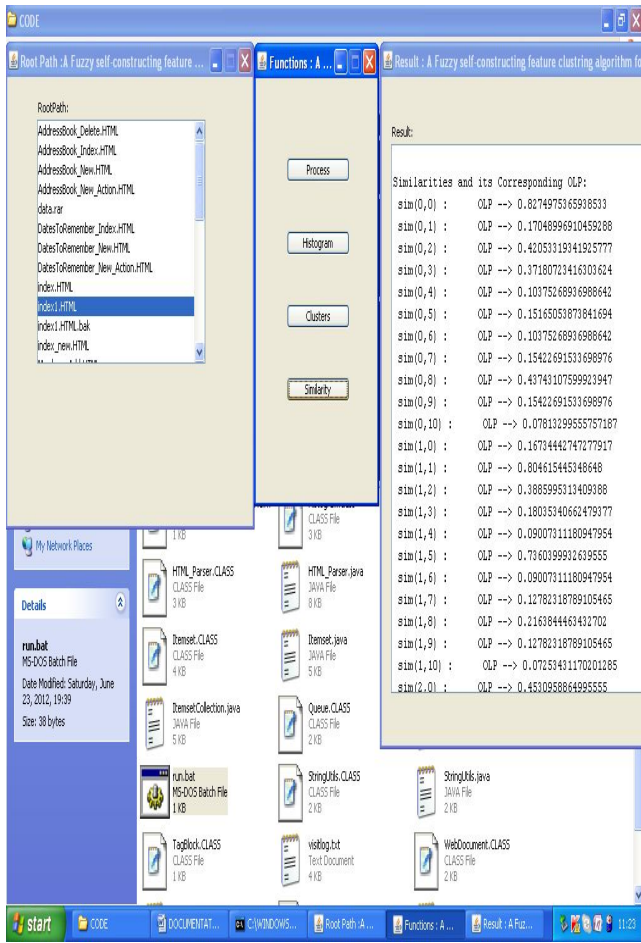 CODE
Root Path :A Fuzzy self-constructing feature ...
RootPath:
AddressBook_Delete.HTML
AddressBook_Index.HTML
AddressBook_New.HTML
AddressBook_New_Action.HTML
data.rar
DatesToRemember_Index.HTML
DatesToRemember_New.HTML
DatesToRemember_New_Action.HTML
index.HTML
index1.HTML
index1.HTML.bak
index_new.HTML
Functions : A ...
Process
Histogram
Clusters
Similarity
Result : A Fuzzy self-constructing feature clustring algorithm fo
Result:
Similarities and its Corresponding OLP:
sim(0,0) : OLP --> 0.8274975365938533
sim(0,1) : OLP --> 0.17048996910459288
sim(0,2) : OLP --> 0.42053319341925777
sim(0,3) : OLP --> 0.37180723416303624
sim(0,4) : OLP --> 0.10375268936988642
sim(0,5) : OLP --> 0.15165053873841694
sim(0,6) : OLP --> 0.10375268936988642
sim(0,7) : OLP --> 0.15422691533698976
sim(0,8) : OLP --> 0.43743107599923947
sim(0,9) : OLP --> 0.15422691533698976
sim(0,10) : OLP --> 0.07813299555757187
sim(1,0) : OLP --> 0.16734442747277917
sim(1,1) : OLP --> 0.804615445348648
sim(1,2) : OLP --> 0.3885995313409388
sim(1,3) : OLP --> 0.18035340662479377
sim(1,4) : OLP --> 0.09007311180947954
sim(1,5) : OLP --> 0.7360399932639555
sim(1,6) : OLP --> 0.09007311180947954
sim(1,7) : OLP --> 0.12782318789105465
sim(1,8) : OLP --> 0.2163844463432702
sim(1,9) : OLP --> 0.12782318789105465
sim(1,10) : OLP --> 0.07253431170201285
sim(2,0) : OLP --> 0.4530958864995555
My Network Places
Details
run.bat
MS-DOS Batch File
Date Modified: Saturday, June
23, 2012, 19:39
Size: 38 bytes
1 KB
CLASS File
3 KB
HTML_Parser.CLASS
CLASS File
3 KB
HTML_Parser.java
JAVA File
8 KB
Itemset.CLASS
CLASS File
4 KB
Itemset.java
JAVA File
5 KB
ItemsetCollection.java
JAVA File
5 KB
Queue.CLASS
CLASS File
2 KB
run.bat
MS-DOS Batch File
1 KB
StringUtils.CLASS
CLASS File
2 KB
StringUtils.java
JAVA File
2 KB
TagBlock.CLASS
CLASS File
1 KB
visitlog.txt
Text Document
4 KB
WebDocument.CLASS
CLASS File
2 KB
start
CODE
DOCUMENTAT...
C:\WINDOWS...
Root Path :A ...
Functions : A ...
Result : A Fuz...
11:23